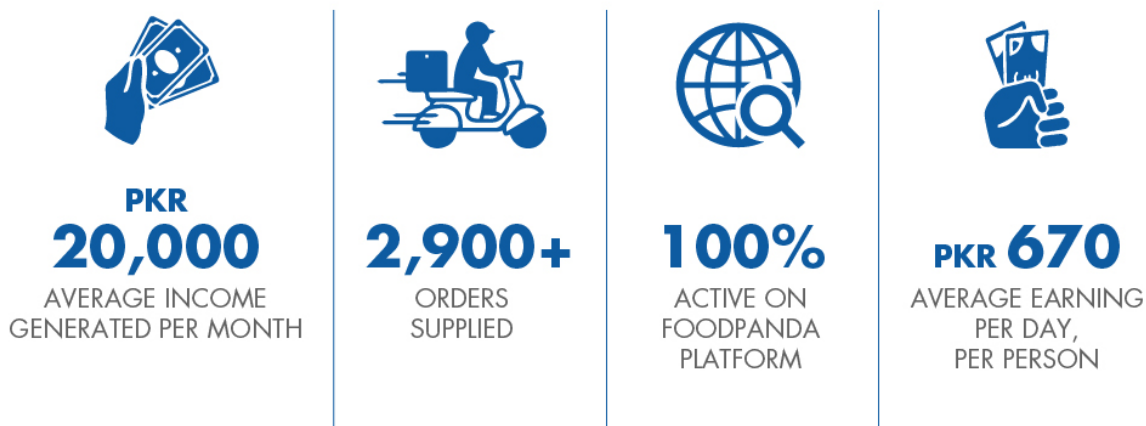 PKR
20,000
AVERAGE INCOME
GENERATED PER MONTH
2,900+
ORDERS
SUPPLIED
100%
ACTIVE ON
FOODPANDA
PLATFORM
PKR 670
AVERAGE EARNING
PER DAY,
PER PERSON